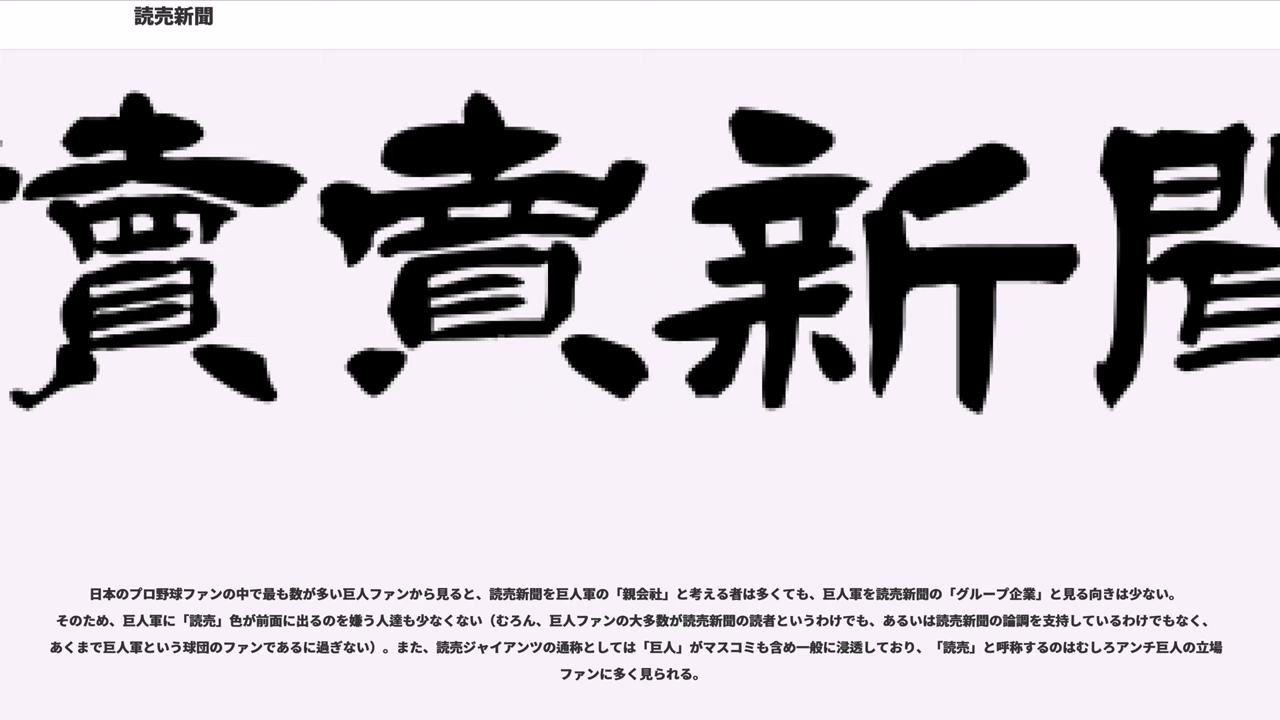 読売新聞
讀賣新聞
日本のプロ野球ファンの中で最も数が多い巨人ファンから見ると、読売新聞を巨人軍の「親会社」と考える者は多くても、巨人軍を読売新聞の「グループ企業」と見る向きは少ない。
そのため、巨人軍に「読売」色が前面に出るのを嫌う人達も少なくない（むろん、巨人ファンの大多数が読売新聞の読者というわけでも、あるいは読売新聞の論調を支持しているわけでもなく、
あくまで巨人軍という球団のファンであるに過ぎない）。また、読売ジャイアンツの通称としては「巨人」がマスコミも含め一般に浸透しており、「読売」と呼称するのはむしろアンチ巨人の立場
ファンに多く見られる。